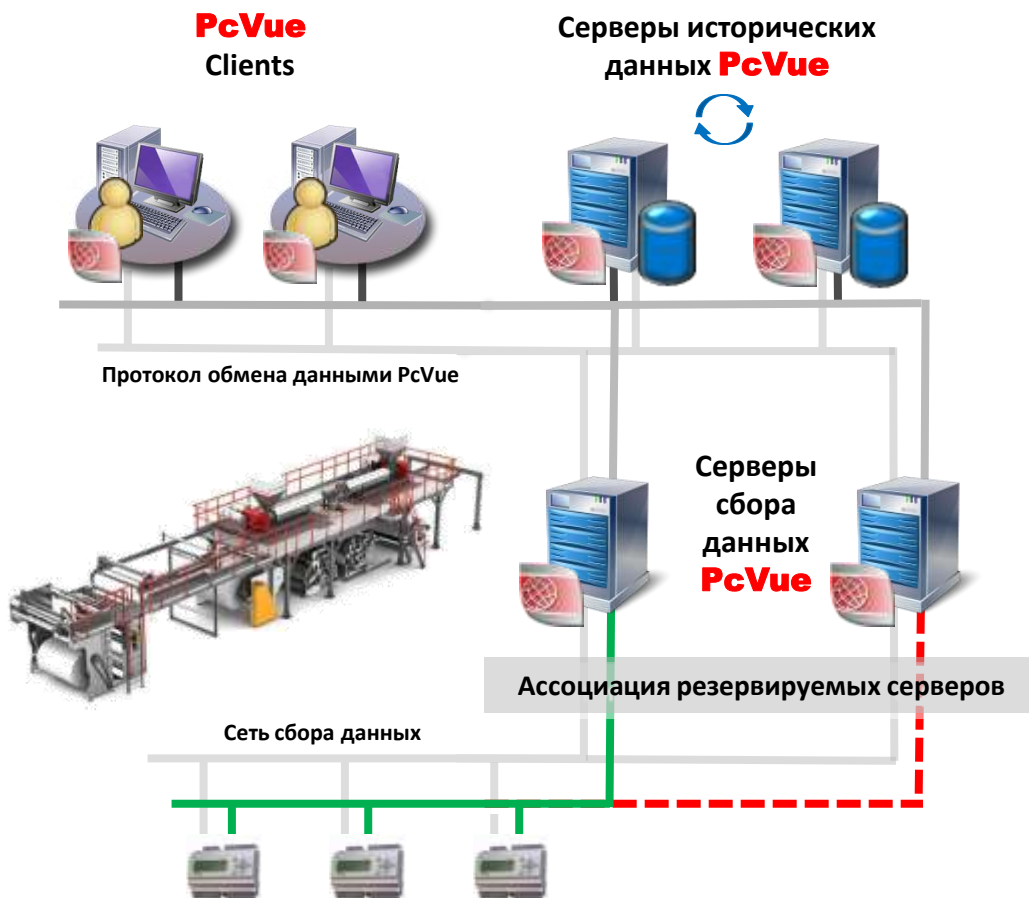 PcVue
Clients
Серверы исторических
данных PcVue
Протокол обмена данными PcVue
Серверы
сбора
данных
PcVue
Ассоциация резервируемых серверов
Сеть сбора данных